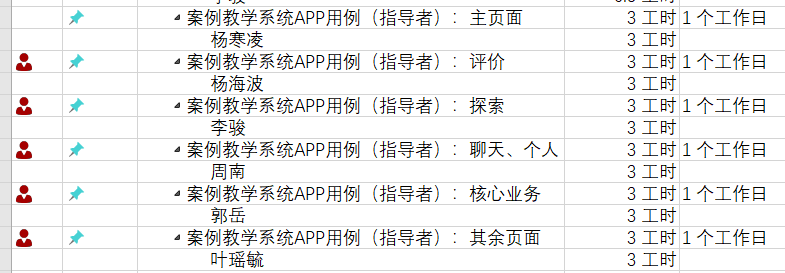 案例教学系统APP用例（指导者）：主页面 3 工时 1 个工作日
杨寒凌 3 工时
案例教学系统APP用例（指导者）：评价 3 工时 1 个工作日
杨海波 3 工时
案例教学系统APP用例（指导者）：探索 3 工时 1 个工作日
李骏 3 工时
案例教学系统APP用例（指导者）：聊天、个人 3 工时 1 个工作日
周南 3 工时
案例教学系统APP用例（指导者）：核心业务 3 工时 1 个工作日
郭岳 3 工时
案例教学系统APP用例（指导者）：其余页面 3 工时 1 个工作日
叶瑶毓 3 工时